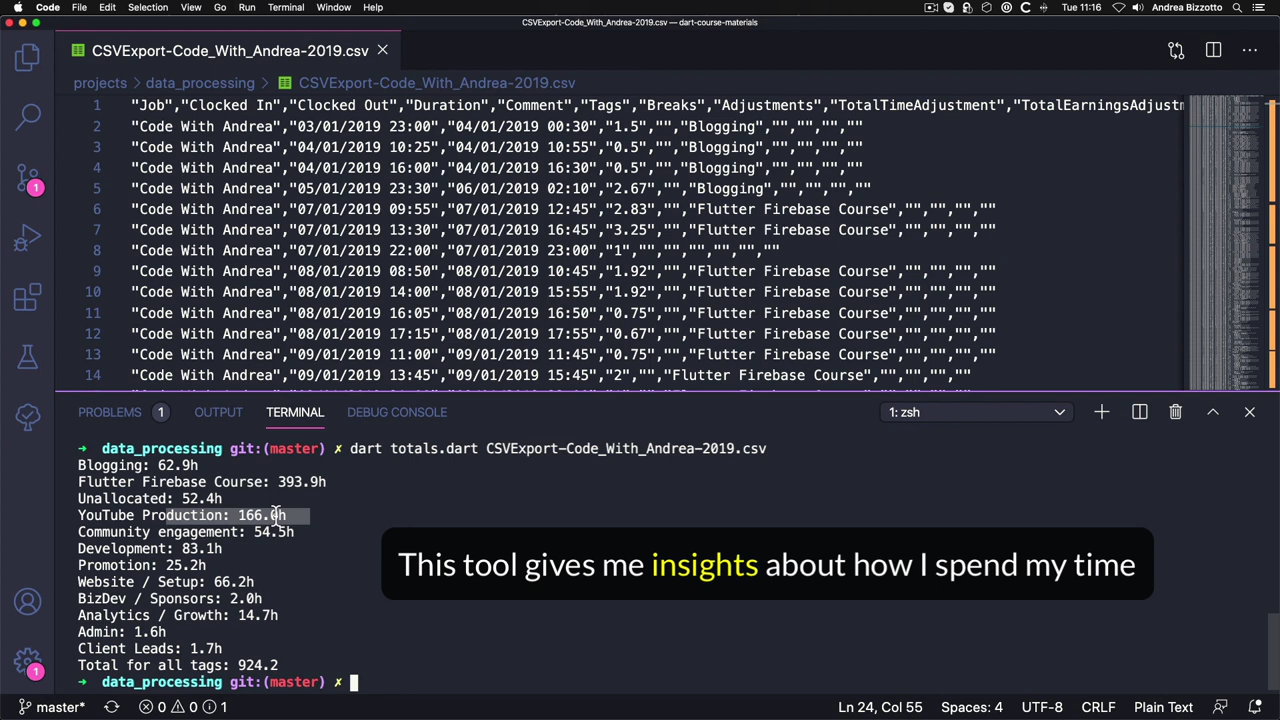 Code File Edit Selection View Go Run Terminal Window Help Tue 11:16 Andrea Bizzotto
CSVExport-Code_With_Andrea-2019.csv — dart-course-materials
CSVExport-Code_With_Andrea-2019.csv
projects > data_processing > CSVExport-Code_With_Andrea-2019.csv
1 "Job","Clocked In","Clocked Out","Duration","Comment","Tags","Breaks","Adjustments","TotalTimeAdjustment","TotalEarningsAdjustm
2 "Code With Andrea","03/01/2019 23:00","04/01/2019 00:30","1.5","","Blogging","","","",""
3 "Code With Andrea","04/01/2019 10:25","04/01/2019 10:55","0.5","","Blogging","","","",""
4 "Code With Andrea","04/01/2019 16:00","04/01/2019 16:30","0.5","","Blogging","","","",""
5 "Code With Andrea","05/01/2019 23:30","06/01/2019 02:10","2.67","","Blogging","","","",""
6 "Code With Andrea","07/01/2019 09:55","07/01/2019 12:45","2.83","","Flutter Firebase Course","","","",""
7 "Code With Andrea","07/01/2019 13:30","07/01/2019 16:45","3.25","","Flutter Firebase Course","","","",""
8 "Code With Andrea","07/01/2019 22:00","07/01/2019 23:00","1","","","","","",""
9 "Code With Andrea","08/01/2019 08:50","08/01/2019 10:45","1.92","","Flutter Firebase Course","","","",""
10 "Code With Andrea","08/01/2019 14:00","08/01/2019 15:55","1.92","","Flutter Firebase Course","","","",""
11 "Code With Andrea","08/01/2019 16:05","08/01/2019 16:50","0.75","","Flutter Firebase Course","","","",""
12 "Code With Andrea","08/01/2019 17:15","08/01/2019 17:55","0.67","","Flutter Firebase Course","","","",""
13 "Code With Andrea","09/01/2019 11:00","09/01/2019 11:45","0.75","","Flutter Firebase Course","","","",""
14 "Code With Andrea","09/01/2019 13:45","09/01/2019 15:45","2","","Flutter Firebase Course","","","",""
PROBLEMS 1 OUTPUT TERMINAL DEBUG CONSOLE 1: zsh
→ data_processing git:(master) ✗ dart totals.dart CSVExport-Code_With_Andrea-2019.csv
Blogging: 62.9h
Flutter Firebase Course: 393.9h
Unallocated: 52.4h
YouTube Production: 166.0h
Community engagement: 54.5h
Development: 83.1h
Promotion: 25.2h
Website / Setup: 66.2h
BizDev / Sponsors: 2.0h
Analytics / Growth: 14.7h
Admin: 1.6h
Client Leads: 1.7h
Total for all tags: 924.2
→ data_processing git:(master) ✗
This tool gives me insights about how I spend my time
1
1
master* 0 0 1 Ln 24, Col 55 Spaces: 4 UTF-8 CRLF Plain Text